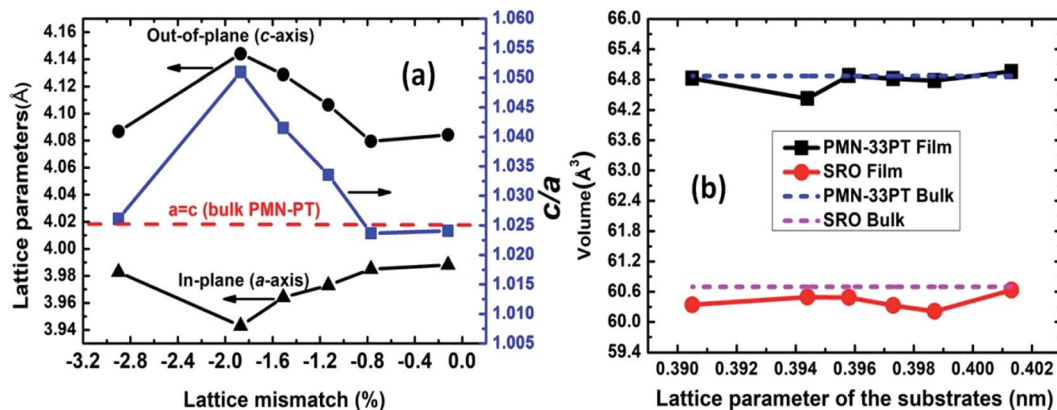 4.16
4.14
4.12
4.10
4.08
4.06
4.04
4.02
4.00
3.98
3.96
3.94
Lattice parameters(Å)
Out-of-plane (c-axis)
(a)
a=c (bulk PMN-PT)
In-plane (a-axis)
-2.8 -2.4 -2.0 -1.6 -1.2 -0.8 -0.4 0.0
-3.2
Lattice mismatch (%)
1.060
1.055
1.050
1.045
1.040
1.035
1.030
1.025
1.020
1.015
1.010
1.005
c/a
66.0
65.4
64.8
64.2
63.6
63.0
62.4
61.8
61.2
60.6
60.0
59.4
Volume(Å³)
PMN-33PT Film
SRO Film
PMN-33PT Bulk
SRO Bulk
(b)
0.390 0.392 0.394 0.396 0.398 0.400 0.402
Lattice parameter of the substrates (nm)